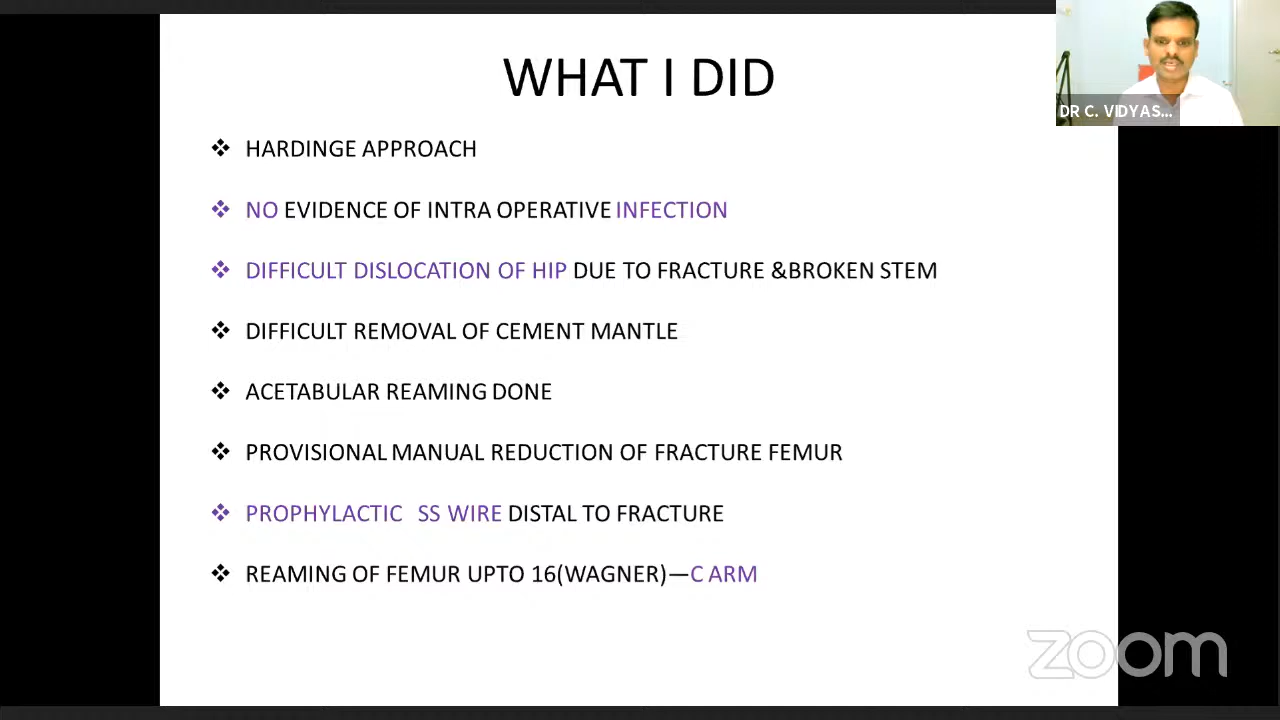 WHAT I DID
DR C. VIDYAS...
❖ HARDINGE APPROACH
❖ NO EVIDENCE OF INTRA OPERATIVE INFECTION
❖ DIFFICULT DISLOCATION OF HIP DUE TO FRACTURE &BROKEN STEM
❖ DIFFICULT REMOVAL OF CEMENT MANTLE
❖ ACETABULAR REAMING DONE
❖ PROVISIONAL MANUAL REDUCTION OF FRACTURE FEMUR
❖ PROPHYLACTIC SS WIRE DISTAL TO FRACTURE
❖ REAMING OF FEMUR UPTO 16(WAGNER)—C ARM
zoom